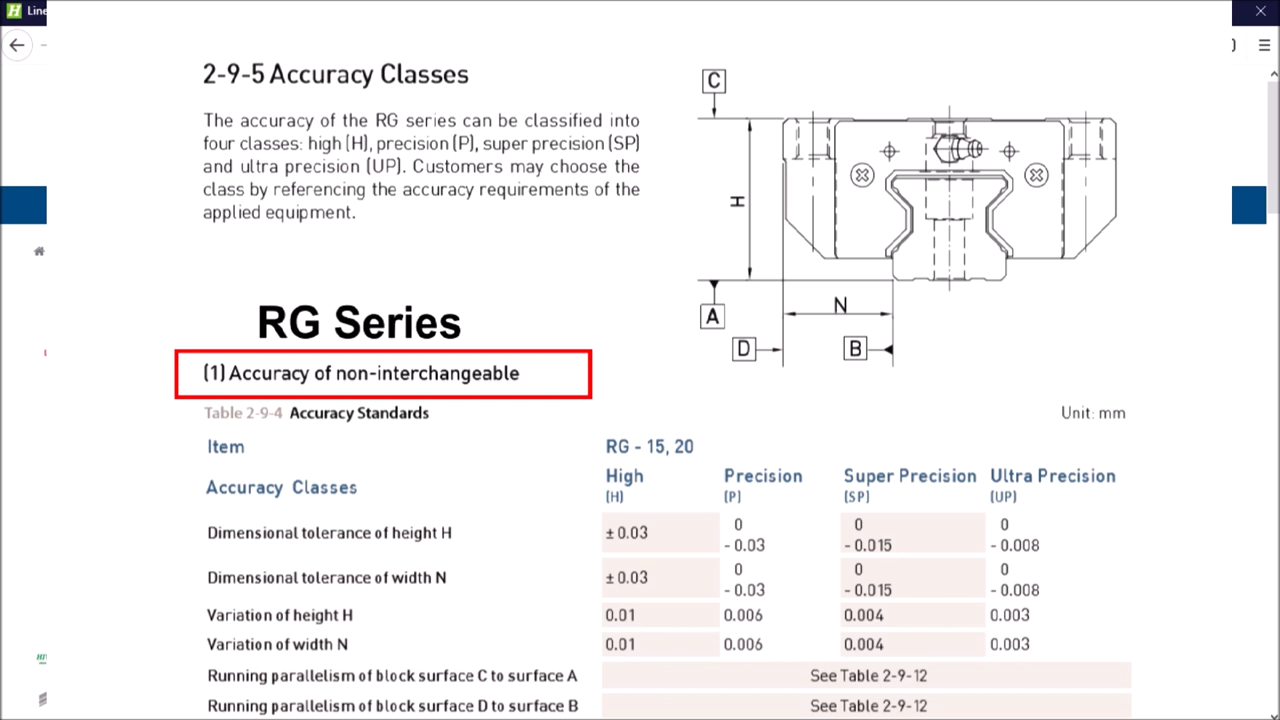 Line
2-9-5 Accuracy Classes
The accuracy of the RG series can be classified into
four classes: high (H), precision (P), super precision (SP)
and ultra precision (UP). Customers may choose the
class by referencing the accuracy requirements of the
applied equipment.
C
H
A
N
D
B
RG Series
(1) Accuracy of non-interchangeable
Table 2-9-4 Accuracy Standards
Unit: mm
Item RG - 15, 20
Accuracy Classes High (H) Precision (P) Super Precision (SP) Ultra Precision (UP)
Dimensional tolerance of height H ± 0.03 0 - 0.03 0 - 0.015 0 - 0.008
Dimensional tolerance of width N ± 0.03 0 - 0.03 0 - 0.015 0 - 0.008
Variation of height H 0.01 0.006 0.004 0.003
Variation of width N 0.01 0.006 0.004 0.003
Running parallelism of block surface C to surface A See Table 2-9-12
Running parallelism of block surface D to surface B See Table 2-9-12